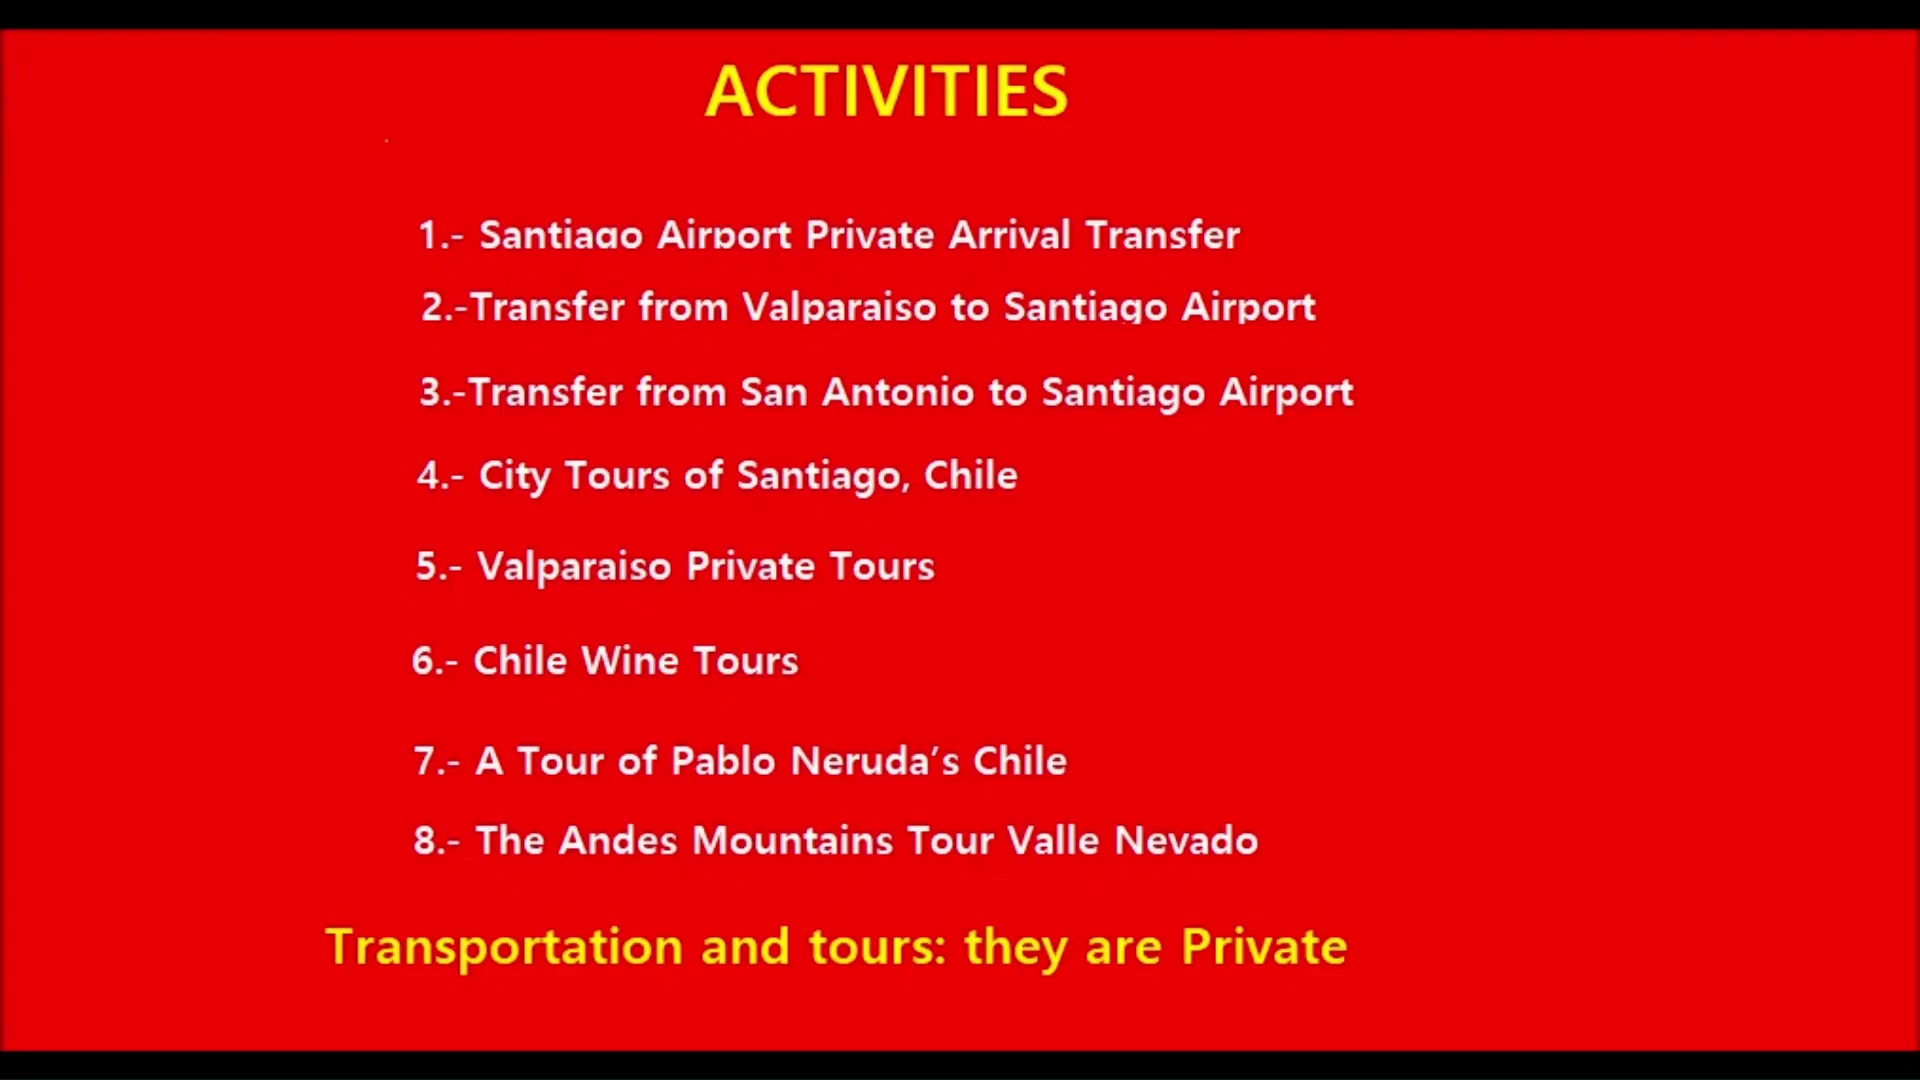 ACTIVITIES
1.- Santiago Airport Private Arrival Transfer
2.-Transfer from Valparaiso to Santiago Airport
3.-Transfer from San Antonio to Santiago Airport
4.- City Tours of Santiago, Chile
5.- Valparaiso Private Tours
6.- Chile Wine Tours
7.- A Tour of Pablo Neruda’s Chile
8.- The Andes Mountains Tour Valle Nevado
Transportation and tours: they are Private